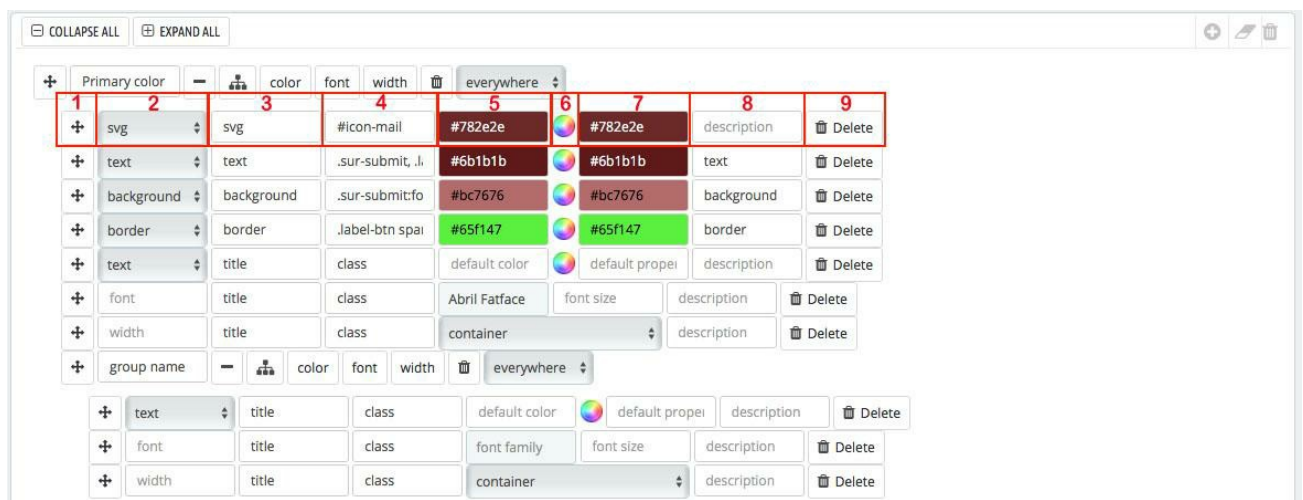 COLLAPSE ALL EXPAND ALL
Primary color color font width everywhere
1 2 3 4 5 6 7 8 9
svg svg #icon-mail #782e2e #782e2e description Delete
text text .sur-submit, .l #6b1b1b #6b1b1b text Delete
background background .sur-submit:fo #bc7676 #bc7676 background Delete
border border .label-btn spa #65f147 #65f147 border Delete
text title class default color default prope description Delete
font title class Abril Fatface font size description Delete
width title class container description Delete
group name color font width everywhere
text title class default color default prope description Delete
font title class font family font size description Delete
width title class container description Delete